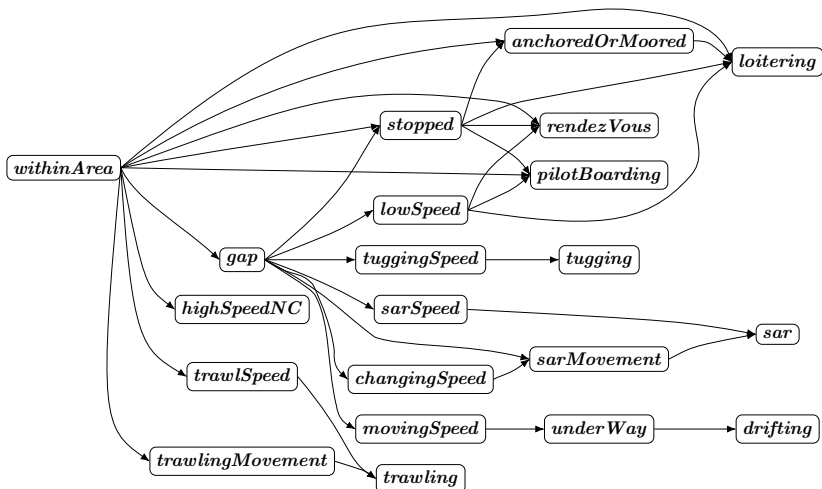 anchoredOrMoored
loitering
stopped
rendezVous
withinArea
pilotBoarding
lowSpeed
gap
tuggingSpeed
tugging
highSpeedNC
sarSpeed
sar
sarMovement
trawlSpeed
changingSpeed
movingSpeed
underWay
drifting
trawlingMovement
trawling